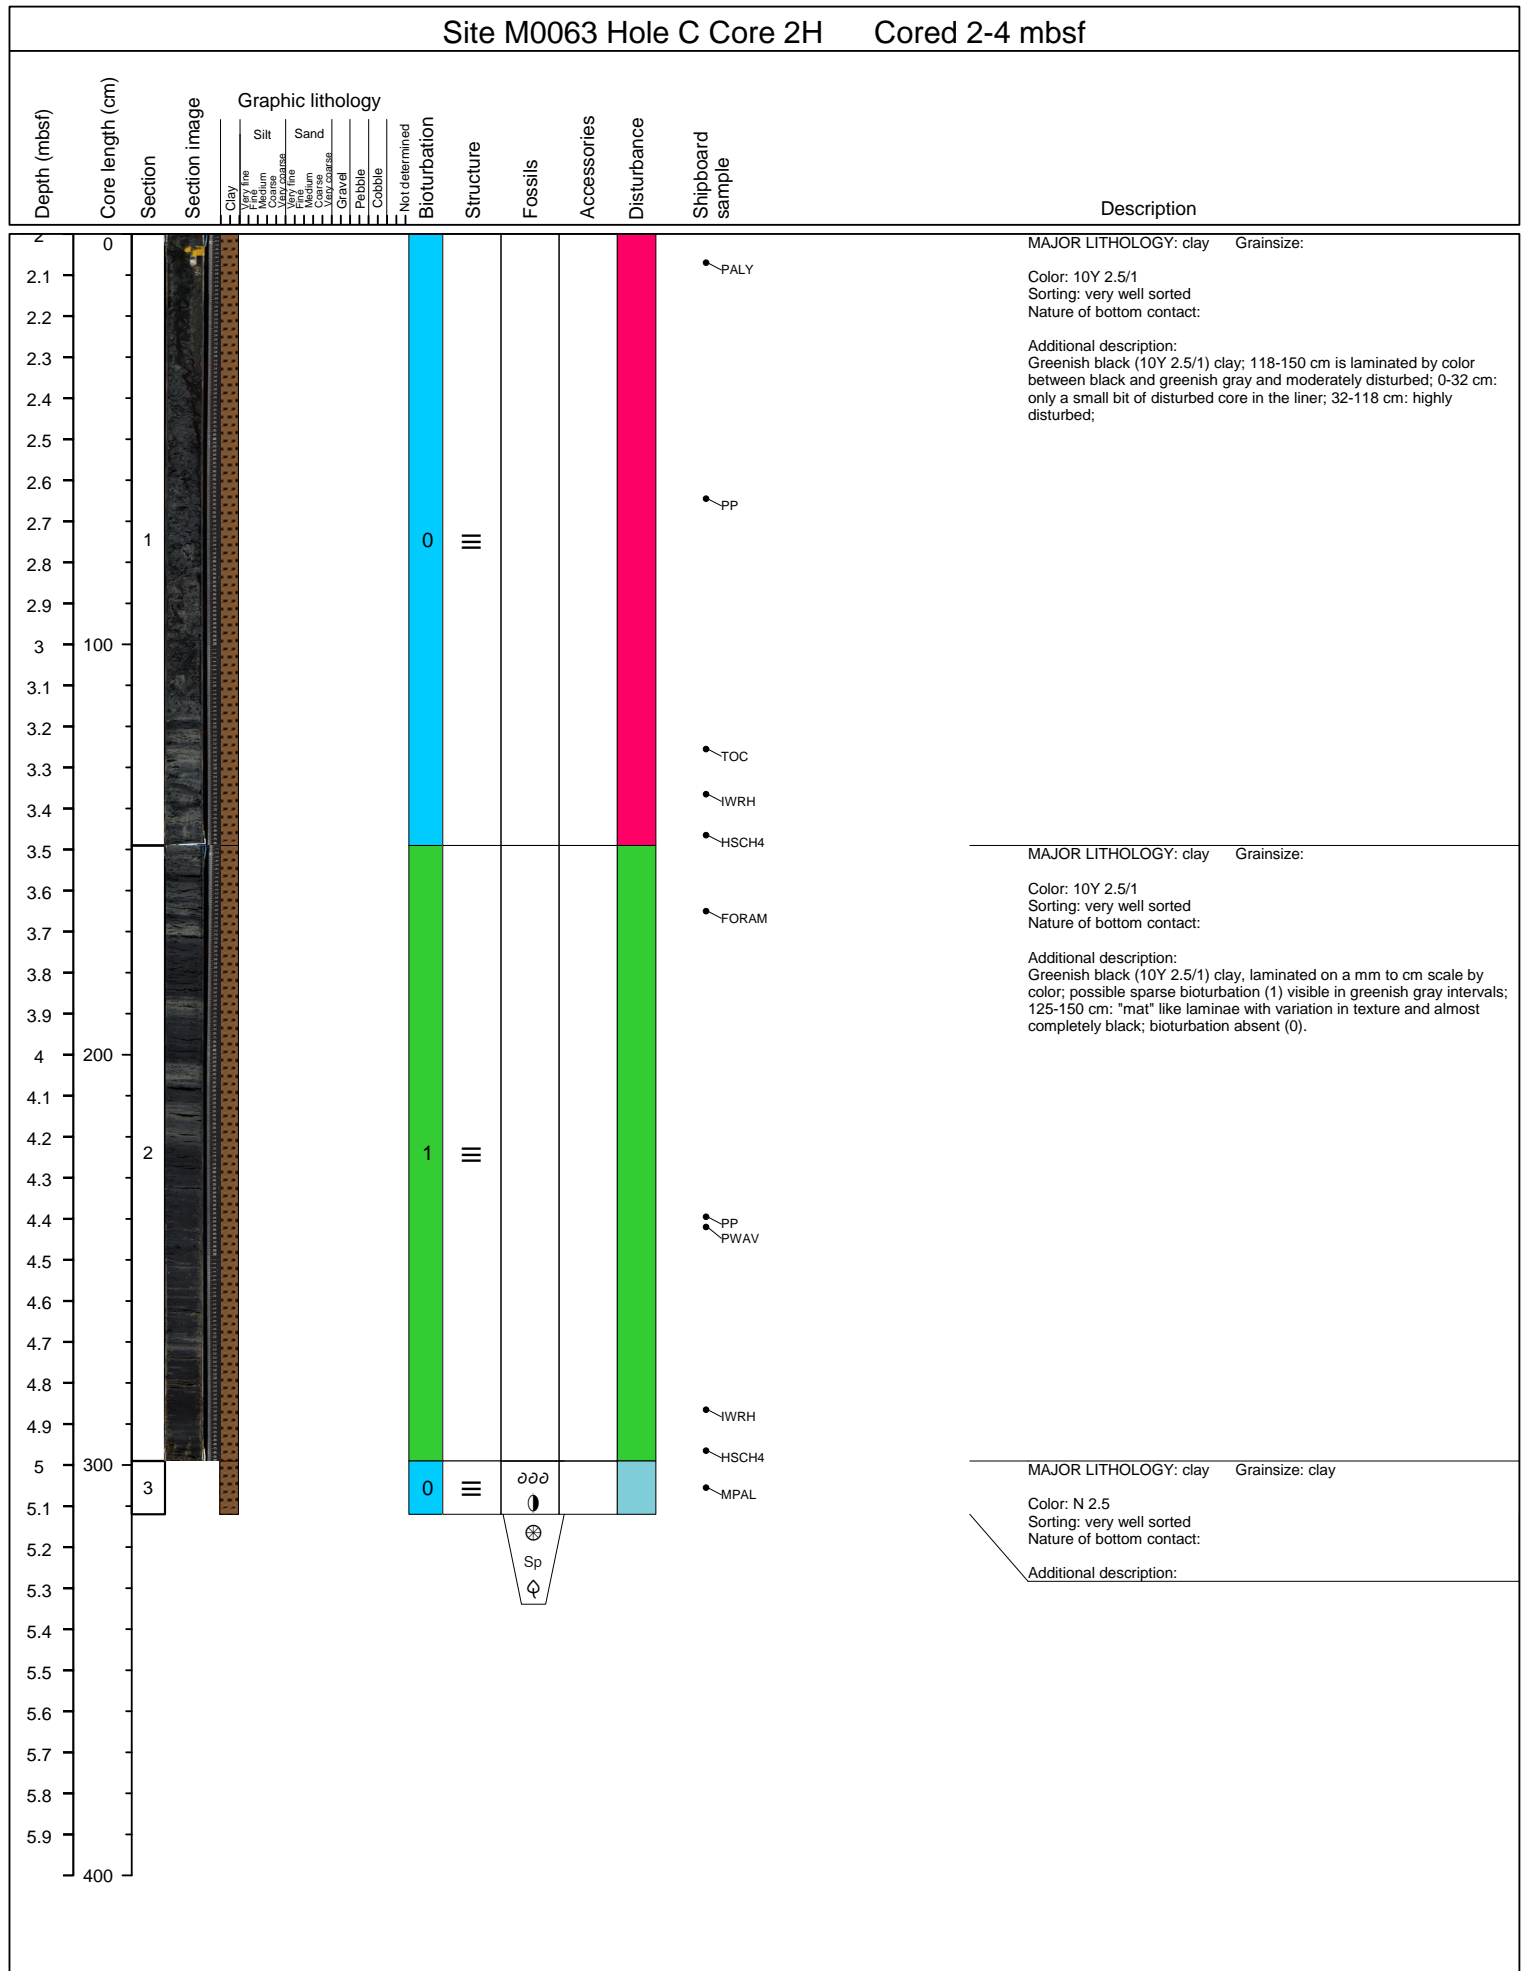 Site M0063 Hole C Core 2H Cored 2-4 mbsf
Depth (mbsf)
Core length (cm)
Section
Section image
Graphic lithology
Clay
Silt
Very fine
Fine
Medium
Coarse
Very coarse
Sand
Very fine
Fine
Medium
Coarse
Very coarse
Gravel
Pebble
Cobble
Not determined
Bioturbation
Structure
Fossils
Accessories
Disturbance
Shipboard
sample
Description
2
2.1
2.2
2.3
2.4
2.5
2.6
2.7
2.8
2.9
3
3.1
3.2
3.3
3.4
3.5
3.6
3.7
3.8
3.9
4
4.1
4.2
4.3
4.4
4.5
4.6
4.7
4.8
4.9
5
5.1
5.2
5.3
5.4
5.5
5.6
5.7
5.8
5.9
0
100
200
300
400
1
2
3
0
1
0
Sp
PALY
PP
TOC
IWRH
HSCH4
FORAM
PP
PWAV
IWRH
HSCH4
MPAL
MAJOR LITHOLOGY: clay Grainsize:
Color: 10Y 2.5/1
Sorting: very well sorted
Nature of bottom contact:
Additional description:
Greenish black (10Y 2.5/1) clay; 118-150 cm is laminated by color
between black and greenish gray and moderately disturbed; 0-32 cm:
only a small bit of disturbed core in the liner; 32-118 cm: highly
disturbed;
MAJOR LITHOLOGY: clay Grainsize:
Color: 10Y 2.5/1
Sorting: very well sorted
Nature of bottom contact:
Additional description:
Greenish black (10Y 2.5/1) clay, laminated on a mm to cm scale by
color; possible sparse bioturbation (1) visible in greenish gray intervals;
125-150 cm: "mat" like laminae with variation in texture and almost
completely black; bioturbation absent (0).
MAJOR LITHOLOGY: clay Grainsize: clay
Color: N 2.5
Sorting: very well sorted
Nature of bottom contact:
Additional description: